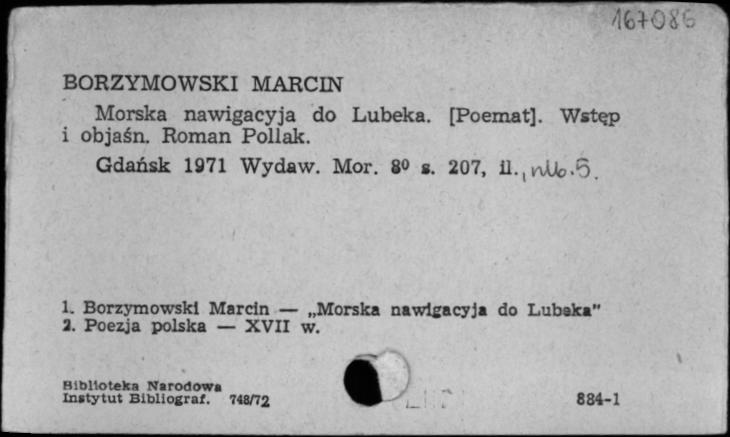 167086
BORZYMOWSKI MARCIN
Morska nawigacyja do Lubeka. [Poemat]. Wstęp
i objaśn. Roman Pollak.
Gdańsk 1971 Wydaw. Mor. 8⁰ s. 207, il., nlb. 5.
1. Borzymowski Marcin — „Morska nawigacyja do Lubeka”
2. Poezja polska — XVII w.
Biblioteka Narodowa
Instytut Bibliograf. 748/72
884-1